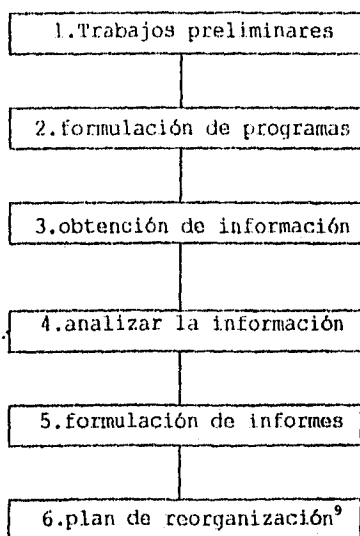 1.Trabajos preliminares
2.formulación de programas
3.obtención de información
4.analizar la información
5.formulación de informes
6.plan de reorganización⁹